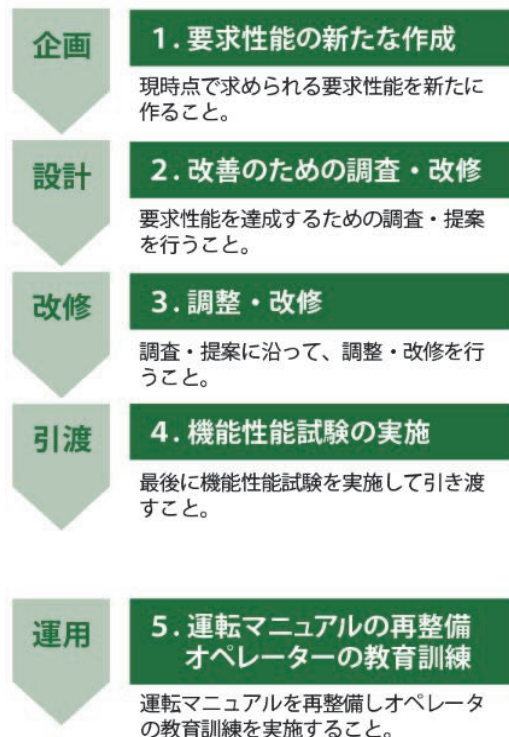 企画
1．要求性能の新たな作成
現時点で求められる要求性能を新たに
作ること。
設計
2．改善のための調査・改修
要求性能を達成するための調査・提案
を行うこと。
改修
3．調整・改修
調査・提案に沿って、調整・改修を行
うこと。
引渡
4．機能性能試験の実施
最後に機能性能試験を実施して引き渡
すこと。
運用
5．運転マニュアルの再整備
オペレーターの教育訓練
運転マニュアルを再整備しオペレータ
の教育訓練を実施すること。